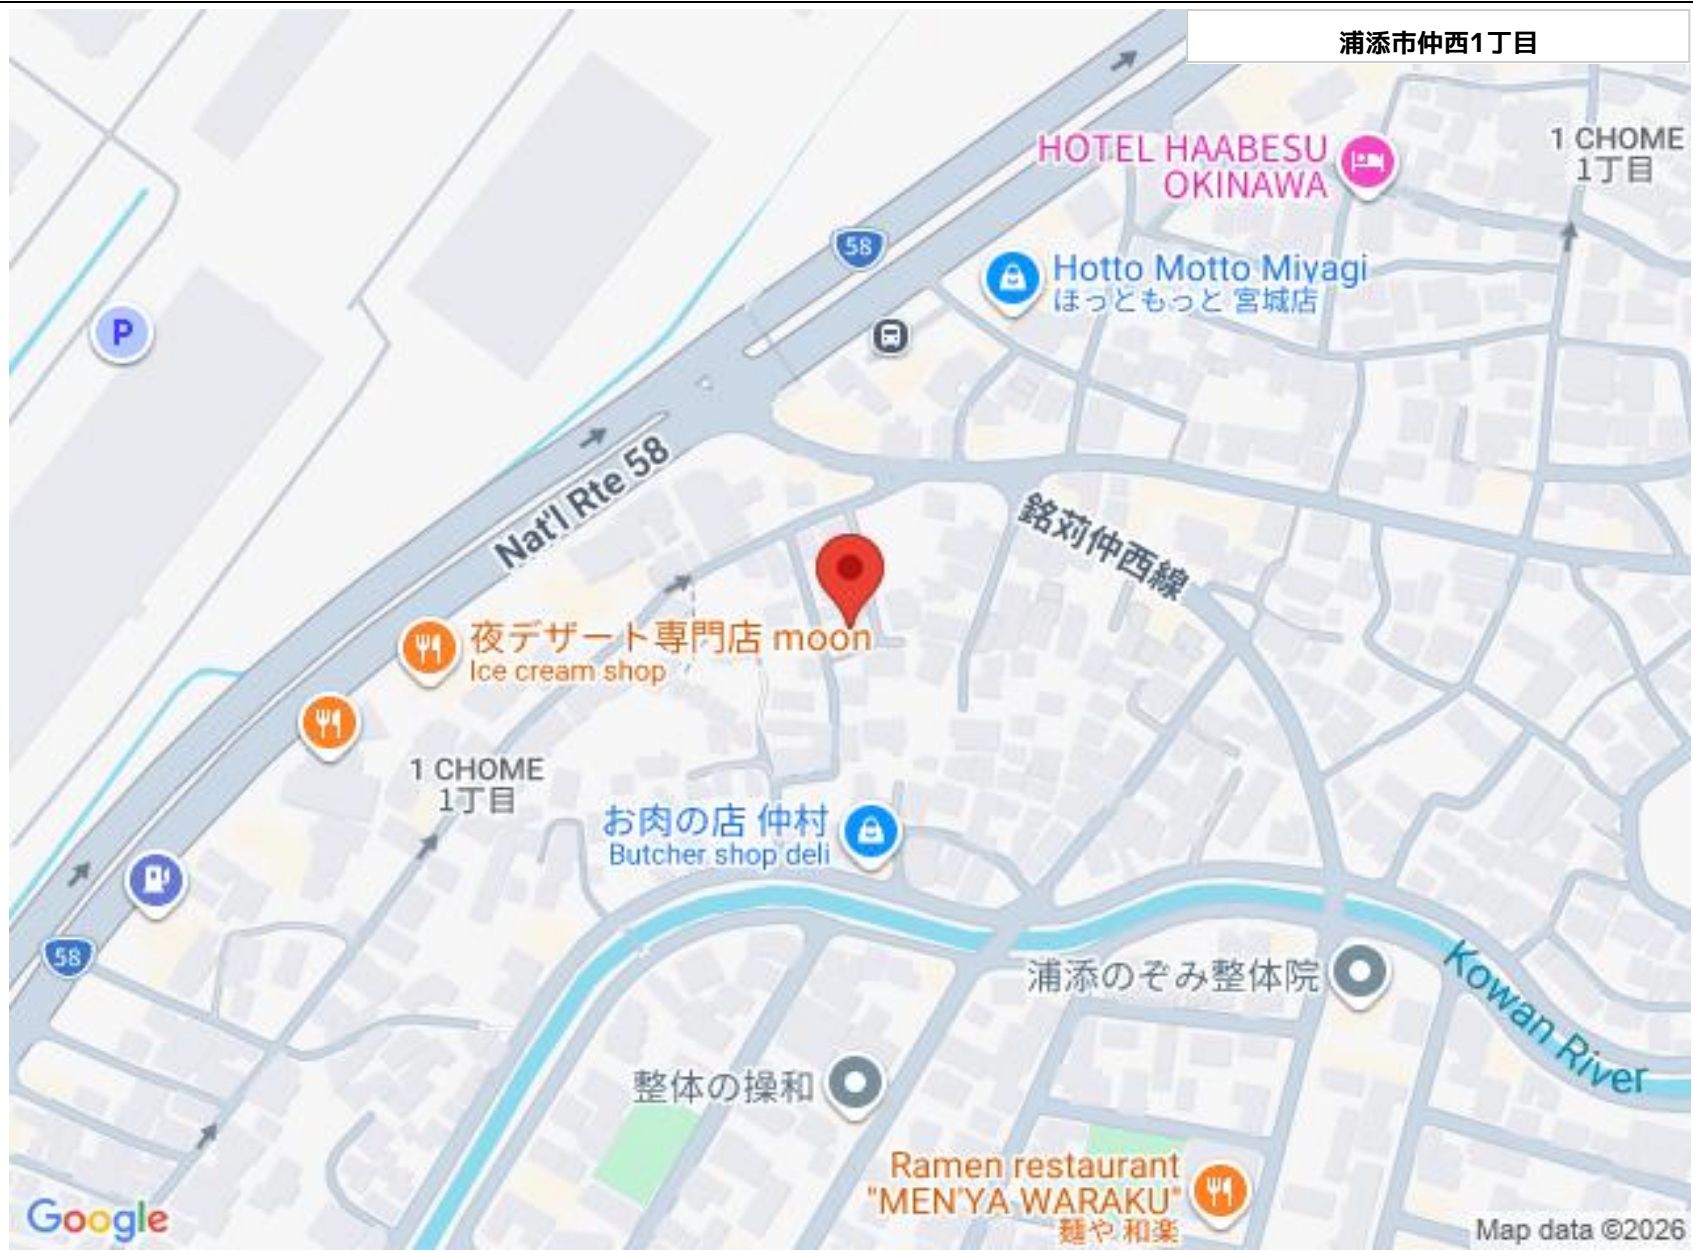 浦添市仲西1丁目
HOTEL HAABESU
OKINAWA
1 CHOME
1丁目
58
Hotto Motto Miyagi
ほっともっと 宮城店
P
Nat'l Rte 58
銘苅仲西線
夜デザート専門店 moon
Ice cream shop
1 CHOME
1丁目
お肉の店 仲村
Butcher shop deli
58
浦添のぞみ整体院
Kowan River
整体の操和
Ramen restaurant
"MEN'YA WARAKU"
麺や 和楽
Google
Map data ©2026